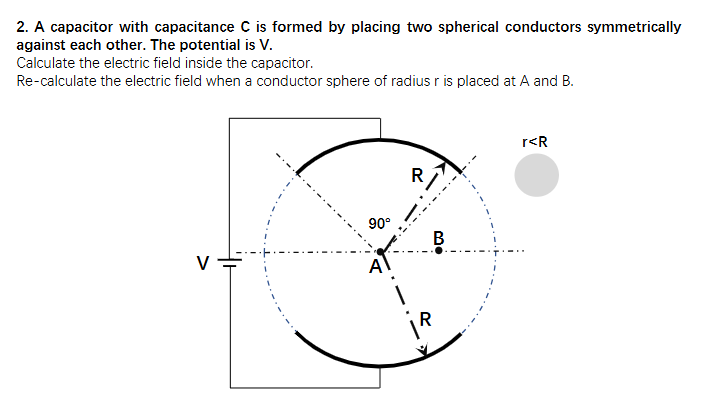 2. A capacitor with capacitance C is formed by placing two spherical conductors symmetrically
against each other. The potential is V.
Calculate the electric field inside the capacitor.
Re-calculate the electric field when a conductor sphere of radius r is placed at A and B.
r<R
R
90°
B
A
V
R